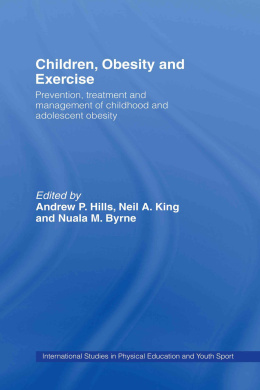 Children, Obesity and
Exercise
Prevention, treatment and
management of childhood and
adolescent obesity
Edited by
Andrew P. Hills, Neil A. King
and Nuala M. Byrne
International Studies in Physical Education and Youth Sport